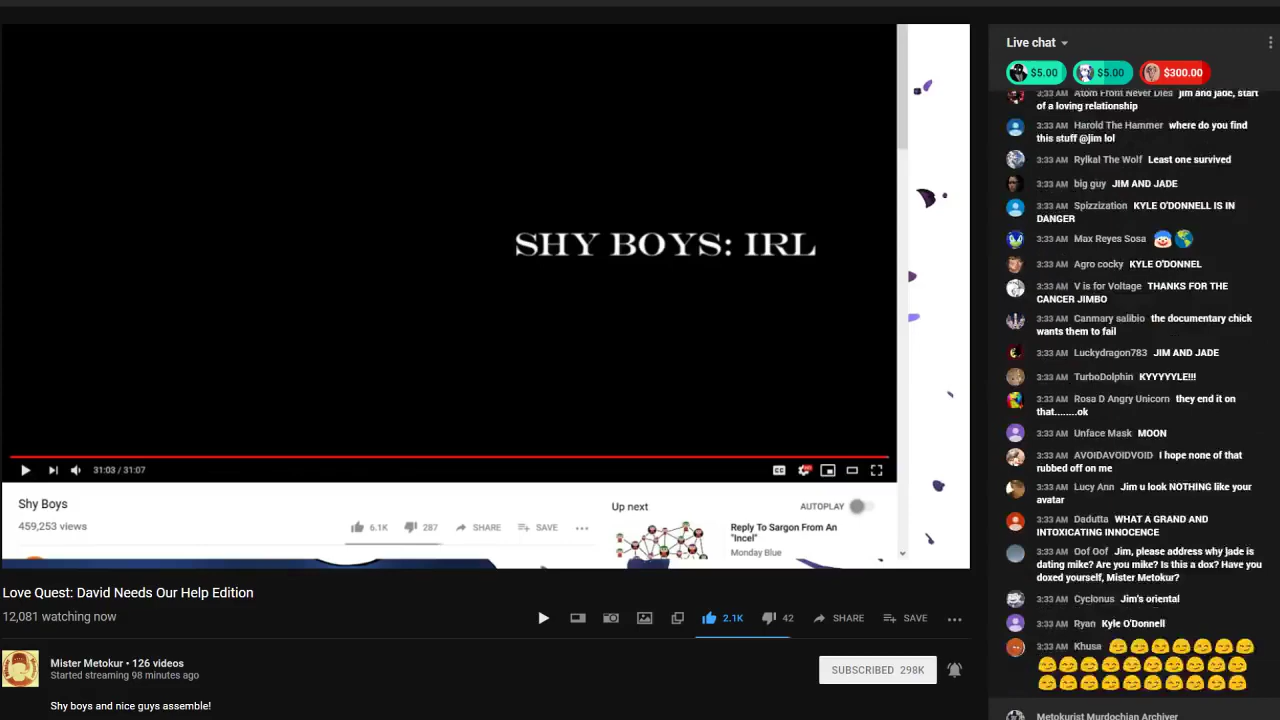 Live chat
$5.00 $5.00 $300.00
SHY BOYS: IRL
31:03 / 31:07
Shy Boys
459,253 views
6.1K 287 SHARE SAVE
Up next
AUTOPLAY
Reply To Sargon From An
"Incel"
Monday Blue
Love Quest: David Needs Our Help Edition
12,081 watching now
2.1K 42 SHARE SAVE
Mister Metokur • 126 videos
Started streaming 98 minutes ago
SUBSCRIBED 298K
Shy boys and nice guys assemble!
3:33 AM Atom From Never Dies jim and jade, start
of a loving relationship
3:33 AM Harold The Hammer where do you find
this stuff @jim lol
3:33 AM Rylkal The Wolf Least one survived
3:33 AM big guy JIM AND JADE
3:33 AM Spizzization KYLE O'DONNELL IS IN
DANGER
3:33 AM Max Reyes Sosa
3:33 AM Agro cocky KYLE O'DONNEL
3:33 AM V is for Voltage THANKS FOR THE
CANCER JIMBO
3:33 AM Canmary salibio the documentary chick
wants them to fail
3:33 AM Luckydragon783 JIM AND JADE
3:33 AM TurboDolphin KYYYYYLE!!!
3:33 AM Rosa D Angry Unicorn they end it on
that........ok
3:33 AM Unface Mask MOON
3:33 AM AVOIDAVOIDVOID I hope none of that
rubbed off on me
3:33 AM Lucy Ann Jim u look NOTHING like your
avatar
3:33 AM Dadutta WHAT A GRAND AND
INTOXICATING INNOCENCE
3:33 AM Oof Oof Jim, please address why jade is
dating mike? Are you mike? Is this a dox? Have you
doxed yourself, Mister Metokur?
3:33 AM Cyclonus Jim's oriental
3:33 AM Ryan Kyle O'Donnell
3:33 AM Khusa
Metokurist Murdochian Archiver